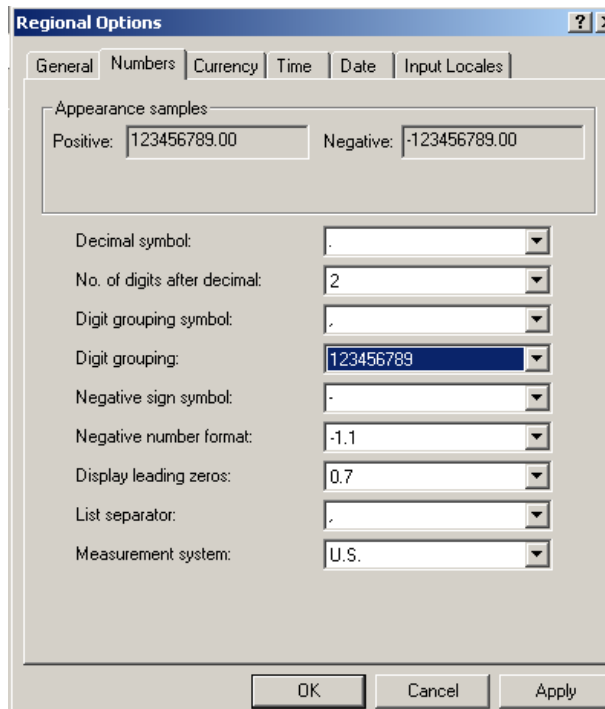 Regional Options
General Numbers Currency Time Date Input Locales
Appearance samples
Positive: 123456789.00 Negative: -123456789.00
Decimal symbol: .
No. of digits after decimal: 2
Digit grouping symbol: ,
Digit grouping: 123456789
Negative sign symbol: -
Negative number format: -1.1
Display leading zeros: 0.7
List separator: ,
Measurement system: U.S.
OK Cancel Apply